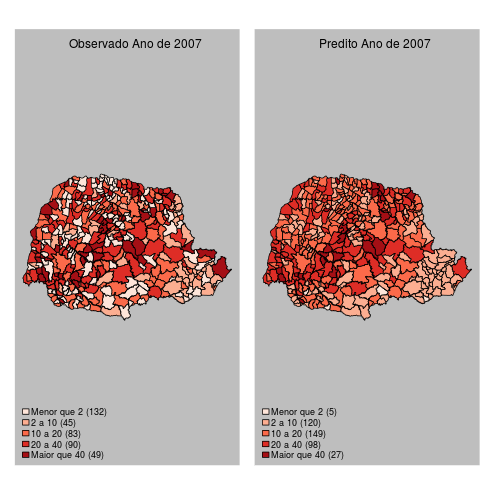 Observado Ano de 2007
Menor que 2 (132)
2 a 10 (45)
10 a 20 (83)
20 a 40 (90)
Maior que 40 (49)
Predito Ano de 2007
Menor que 2 (5)
2 a 10 (120)
10 a 20 (149)
20 a 40 (98)
Maior que 40 (27)